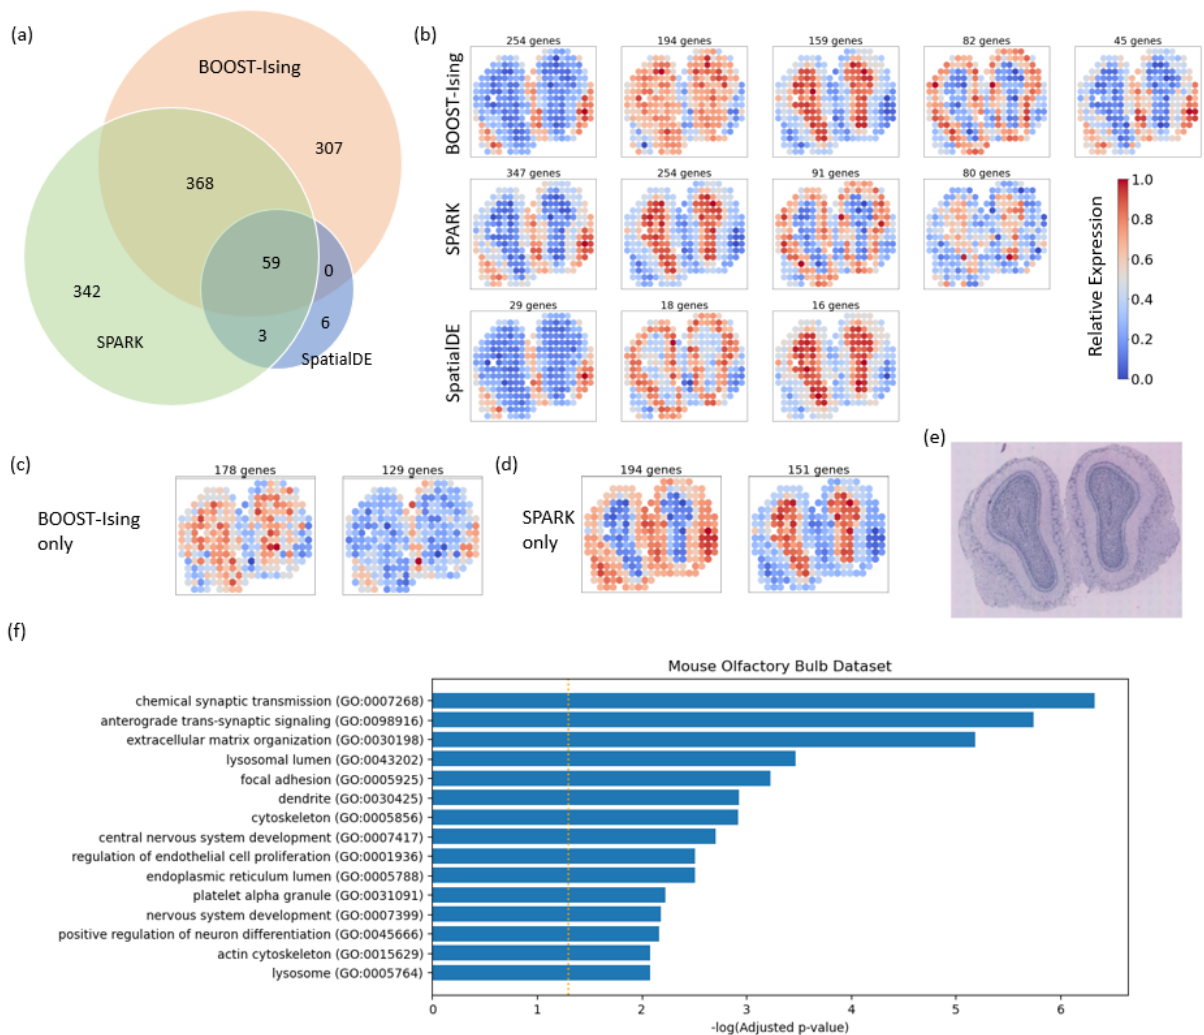 (a)
BOOST-Ising
307
368
59
0
342
SPARK
3
6
SpatialDE
(b)
BOOST-Ising
254 genes
194 genes
159 genes
82 genes
45 genes
SPARK
347 genes
254 genes
91 genes
80 genes
SpatialDE
29 genes
18 genes
16 genes
Relative Expression
1.0
0.8
0.6
0.4
0.2
0.0
(c)
BOOST-Ising
only
178 genes
129 genes
(d)
SPARK
only
194 genes
151 genes
(e)
(f)
Mouse Olfactory Bulb Dataset
chemical synaptic transmission (GO:0007268)
anterograde trans-synaptic signaling (GO:0098916)
extracellular matrix organization (GO:0030198)
lysosomal lumen (GO:0043202)
focal adhesion (GO:0005925)
dendrite (GO:0030425)
cytoskeleton (GO:0005856)
central nervous system development (GO:0007417)
regulation of endothelial cell proliferation (GO:0001936)
endoplasmic reticulum lumen (GO:0005788)
platelet alpha granule (GO:0031091)
nervous system development (GO:0007399)
positive regulation of neuron differentiation (GO:0045666)
actin cytoskeleton (GO:0015629)
lysosome (GO:0005764)
0 1 2 3 4 5 6
-log(Adjusted p-value)